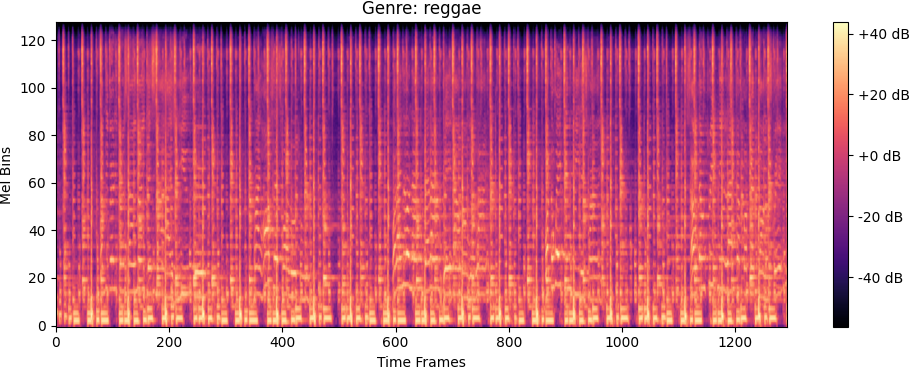 Genre: reggae
120
100
80
60
40
20
0
Mel Bins
0 200 400 600 800 1000 1200
Time Frames
+40 dB
+20 dB
+0 dB
-20 dB
-40 dB